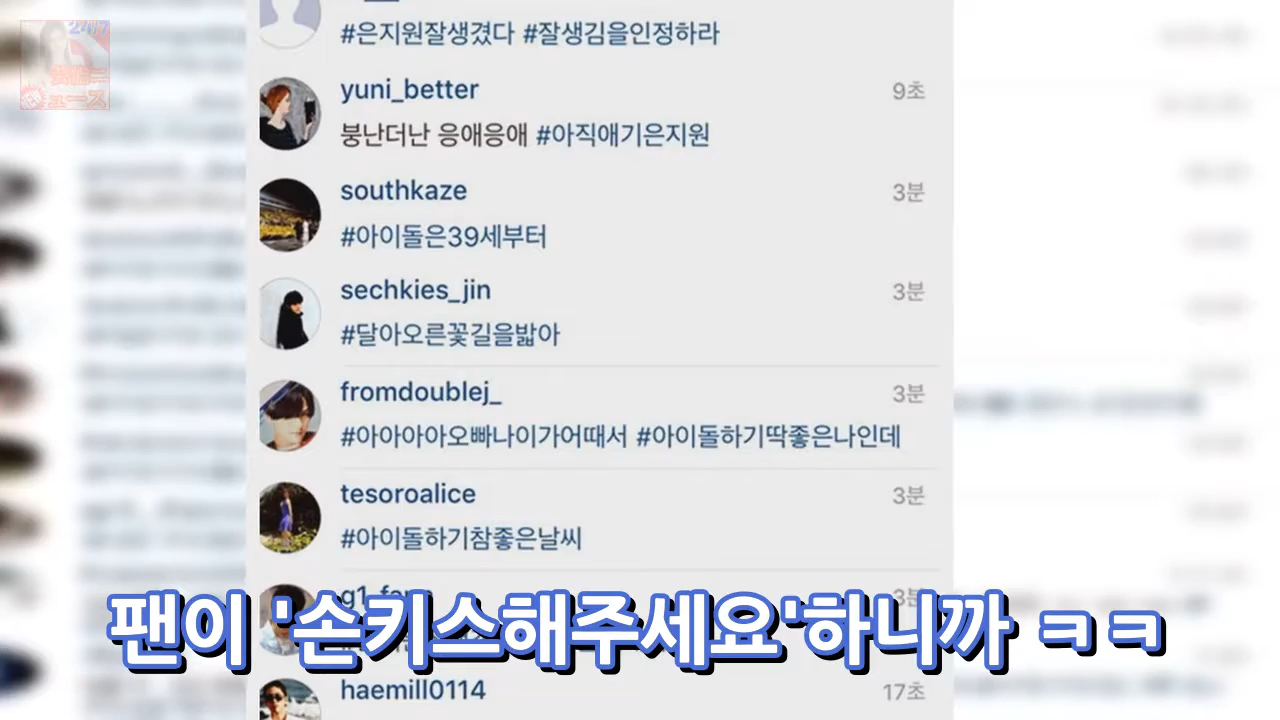 24/7
NEW
ュース
#은지원잘생겼다 #잘생김을인정하라
yuni_better
9초
붕난더난 응애응애 #아직애기은지원
southkaze
3분
#아이돌은39세부터
sechkies_jin
3분
#달아오른꽃길을밟아
fromdoublej_
3분
#아아아아오빠나이가어때서 #아이돌하기딱좋은나인데
tesoroalice
3분
#아이돌하기참좋은날씨
3분
팬이 '손키스해주세요'하니까 ㅋㅋ
haemill0114
17초